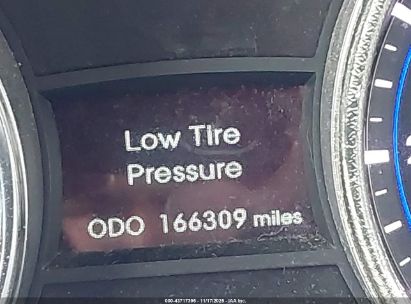 Low Tire
Pressure
ODO 166309 miles